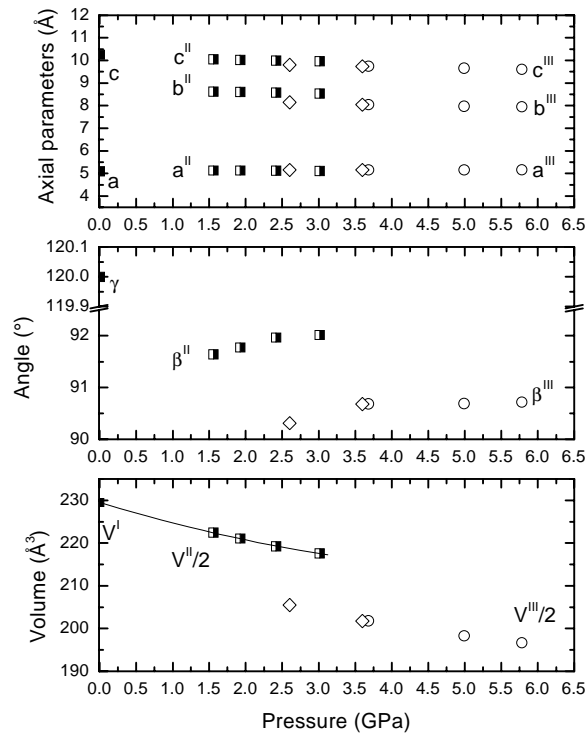 Axial parameters (Å)
11
10
9
8
7
6
5
4
c
a
c^II
b^II
a^II
c^III
b^III
a^III
0.0 0.5 1.0 1.5 2.0 2.5 3.0 3.5 4.0 4.5 5.0 5.5 6.0 6.5
Angle (°)
120.1
120.0
119.9
92
91
90
γ
β^II
β^III
0.0 0.5 1.0 1.5 2.0 2.5 3.0 3.5 4.0 4.5 5.0 5.5 6.0 6.5
Volume (Å³)
230
220
210
200
190
V^I
V^II/2
V^III/2
0.0 0.5 1.0 1.5 2.0 2.5 3.0 3.5 4.0 4.5 5.0 5.5 6.0 6.5
Pressure (GPa)